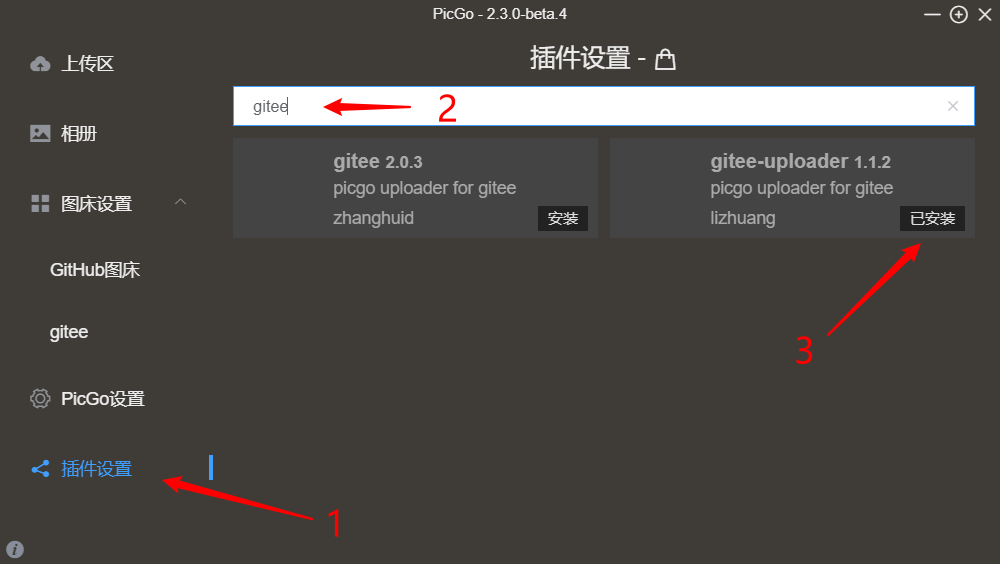 PicGo - 2.3.0-beta.4
上传区
相册
图床设置
GitHub图床
gitee
PicGo设置
插件设置
1
插件设置 -
gitee
2
gitee 2.0.3
picgo uploader for gitee
zhanghuid
安装
gitee-uploader 1.1.2
picgo uploader for gitee
lizhuang
已安装
3
i